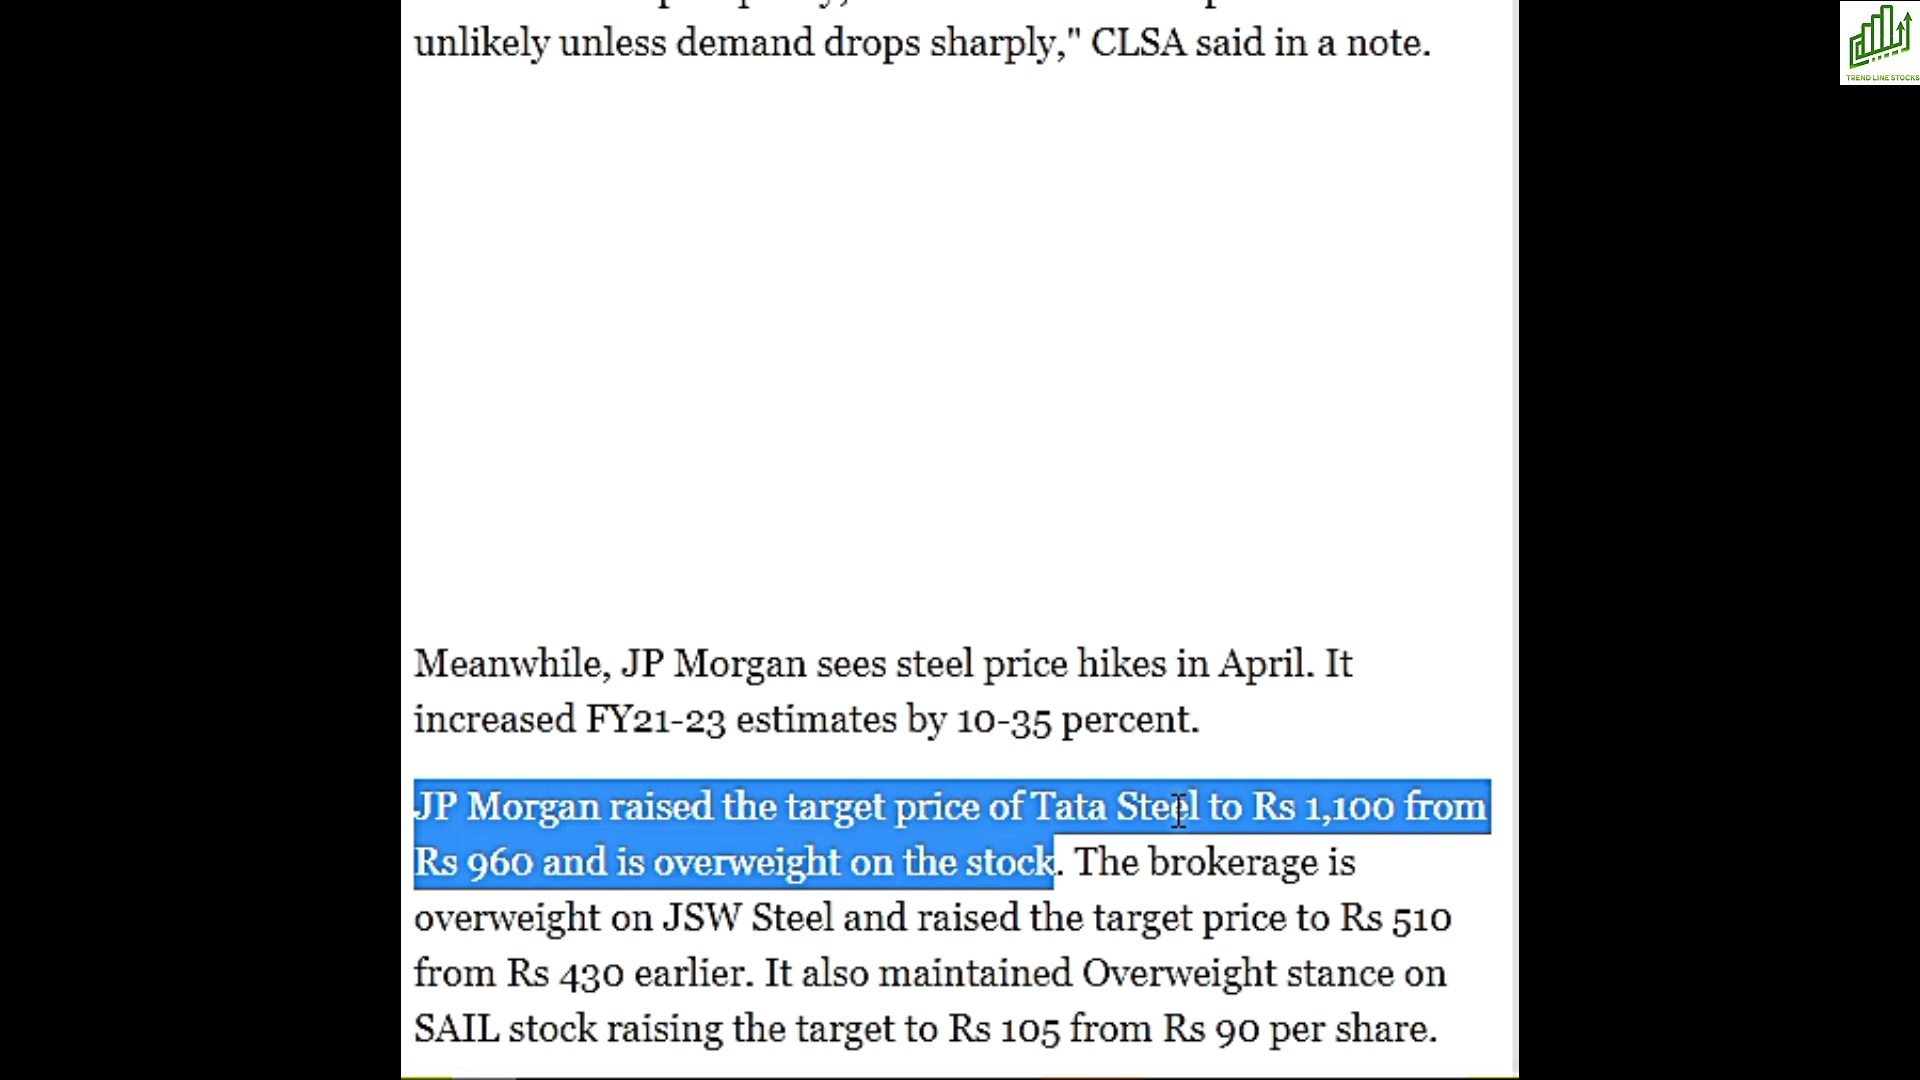 unlikely unless demand drops sharply," CLSA said in a note.
TREND LINE STOCKS
Meanwhile, JP Morgan sees steel price hikes in April. It
increased FY21-23 estimates by 10-35 percent.
JP Morgan raised the target price of Tata Steel to Rs 1,100 from
Rs 960 and is overweight on the stock. The brokerage is
overweight on JSW Steel and raised the target price to Rs 510
from Rs 430 earlier. It also maintained Overweight stance on
SAIL stock raising the target to Rs 105 from Rs 90 per share.